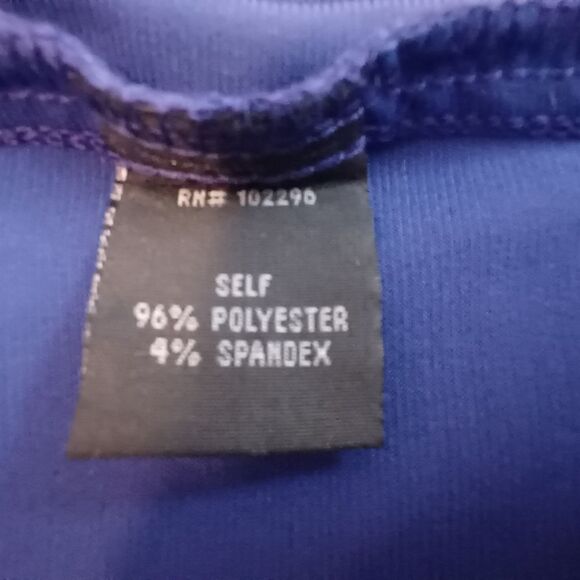 RN# 102296
SELF
96% POLYESTER
4% SPANDEX